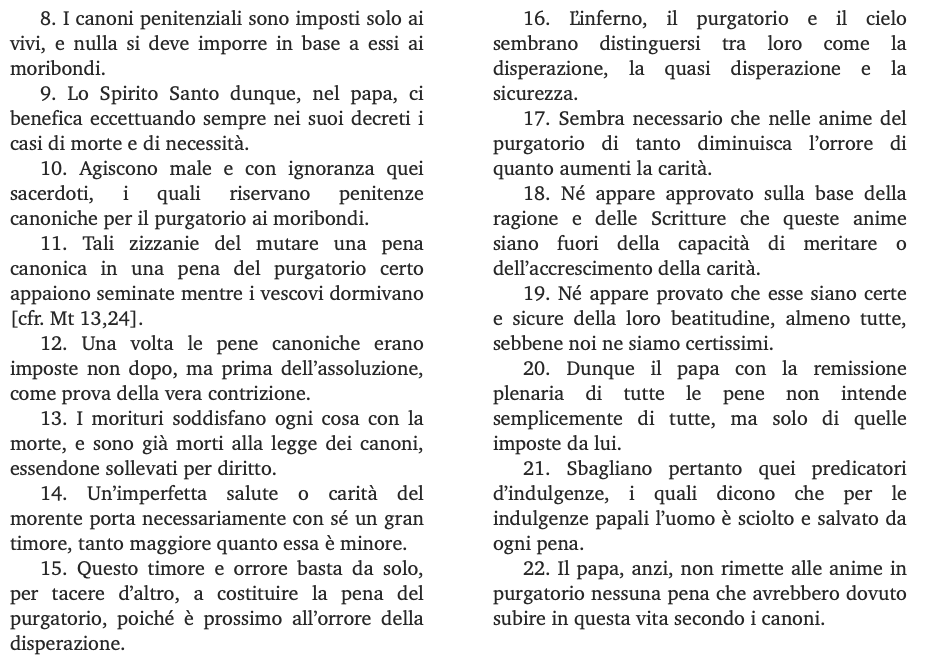 8. I canoni penitenziali sono imposti solo ai
vivi, e nulla si deve imporre in base a essi ai
moribondi.
9. Lo Spirito Santo dunque, nel papa, ci
benefica eccettuando sempre nei suoi decreti i
casi di morte e di necessità.
10. Agiscono male e con ignoranza quei
sacerdoti, i quali riservano penitenze
canoniche per il purgatorio ai moribondi.
11. Tali zizzanie del mutare una pena
canonica in una pena del purgatorio certo
appaiono seminate mentre i vescovi dormivano
[cfr. Mt 13,24].
12. Una volta le pene canoniche erano
imposte non dopo, ma prima dell’assoluzione,
come prova della vera contrizione.
13. I morituri soddisfano ogni cosa con la
morte, e sono già morti alla legge dei canoni,
essendone sollevati per diritto.
14. Un’imperfetta salute o carità del
morente porta necessariamente con sé un gran
timore, tanto maggiore quanto essa è minore.
15. Questo timore e orrore basta da solo,
per tacere d’altro, a costituire la pena del
purgatorio, poiché è prossimo all’orrore della
disperazione.
16. L’inferno, il purgatorio e il cielo
sembrano distinguersi tra loro come la
disperazione, la quasi disperazione e la
sicurezza.
17. Sembra necessario che nelle anime del
purgatorio di tanto diminuisca l’orrore di
quanto aumenti la carità.
18. Né appare approvato sulla base della
ragione e delle Scritture che queste anime
siano fuori della capacità di meritare o
dell’accrescimento della carità.
19. Né appare provato che esse siano certe
e sicure della loro beatitudine, almeno tutte,
sebbene noi ne siamo certissimi.
20. Dunque il papa con la remissione
plenaria di tutte le pene non intende
semplicemente di tutte, ma solo di quelle
imposte da lui.
21. Sbagliano pertanto quei predicatori
d’indulgenze, i quali dicono che per le
indulgenze papali l’uomo è sciolto e salvato da
ogni pena.
22. Il papa, anzi, non rimette alle anime in
purgatorio nessuna pena che avrebbero dovuto
subire in questa vita secondo i canoni.